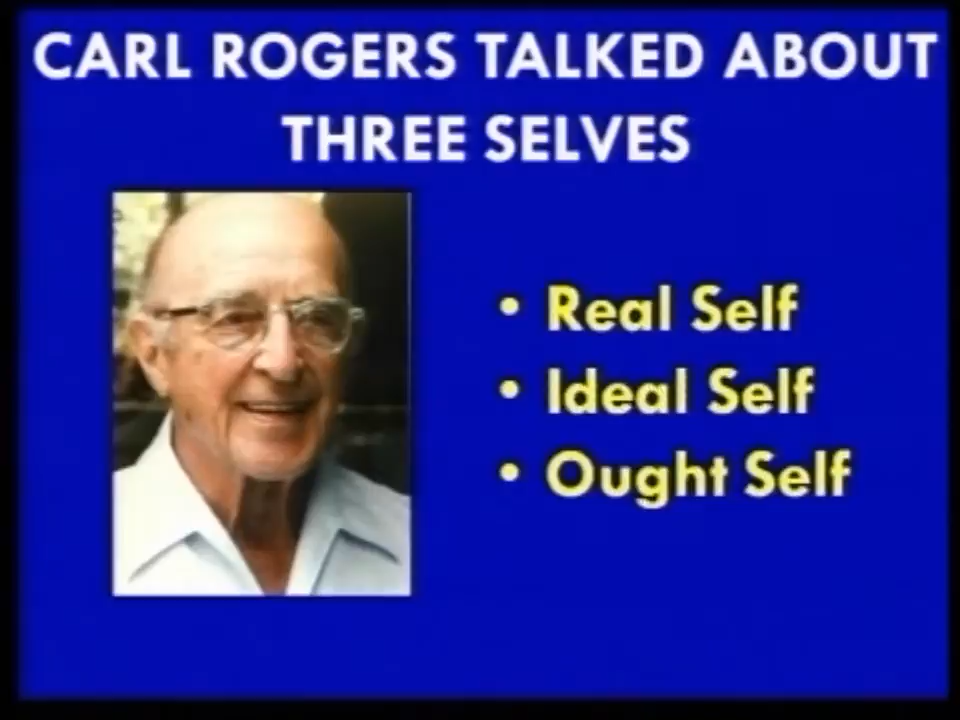 CARL ROGERS TALKED ABOUT
THREE SELVES
• Real Self
• Ideal Self
• Ought Self